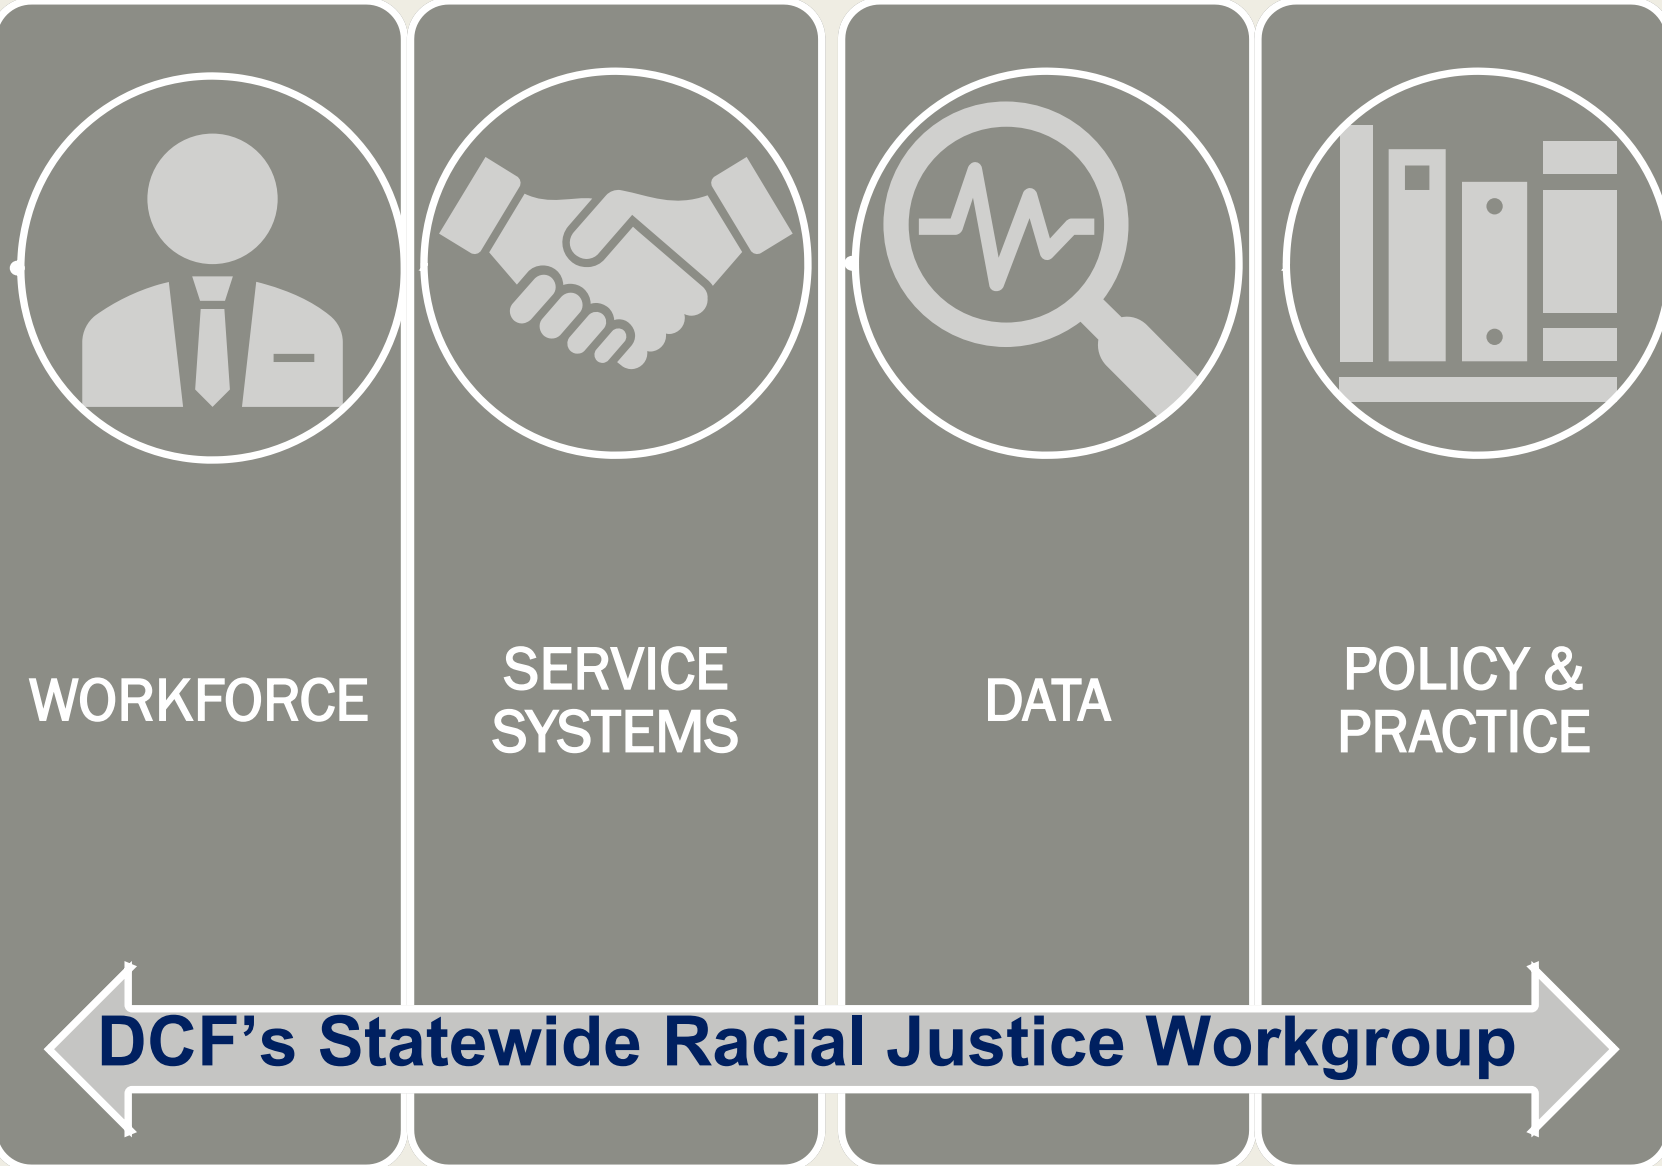 WORKFORCE
SERVICE
SYSTEMS
DATA
POLICY &
PRACTICE
DCF’s Statewide Racial Justice Workgroup